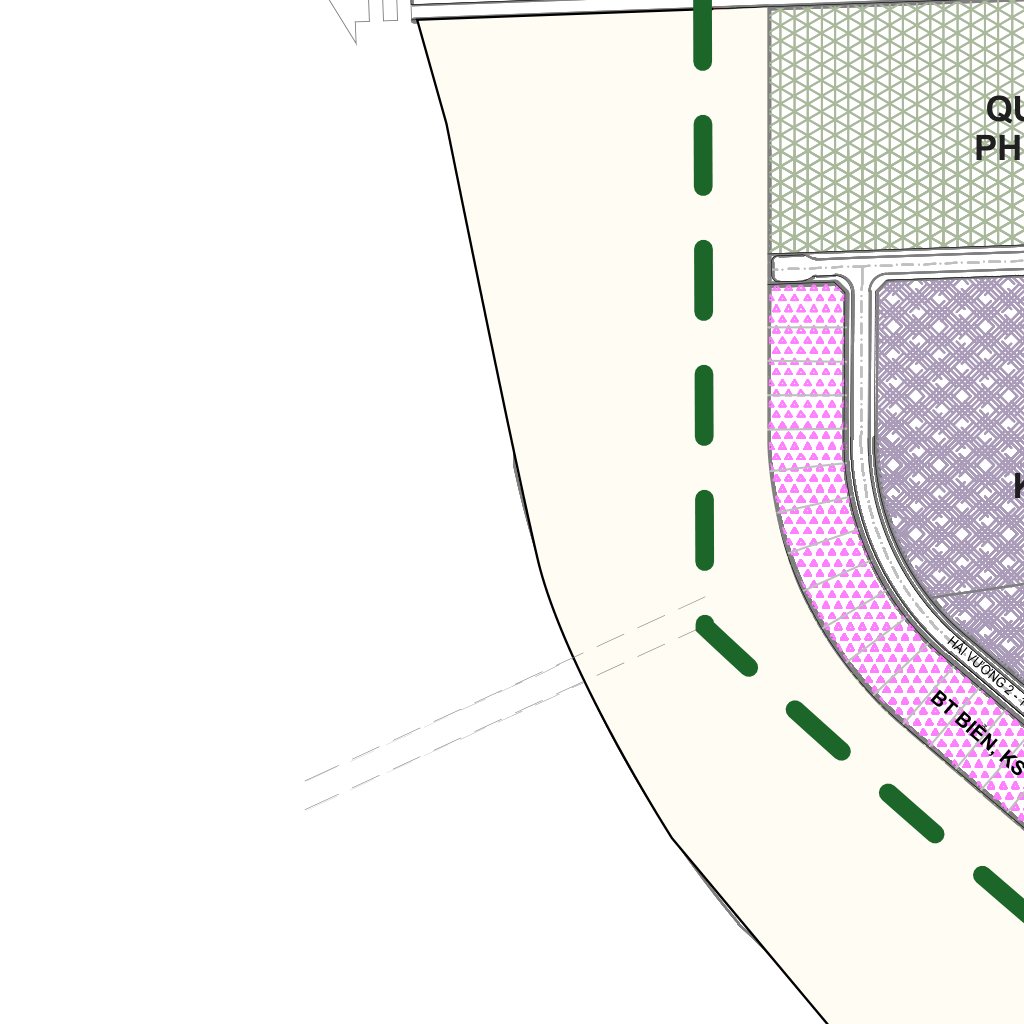 QU
PH
K
HẢI VƯƠNG 2 -
BT BIỂN, KS